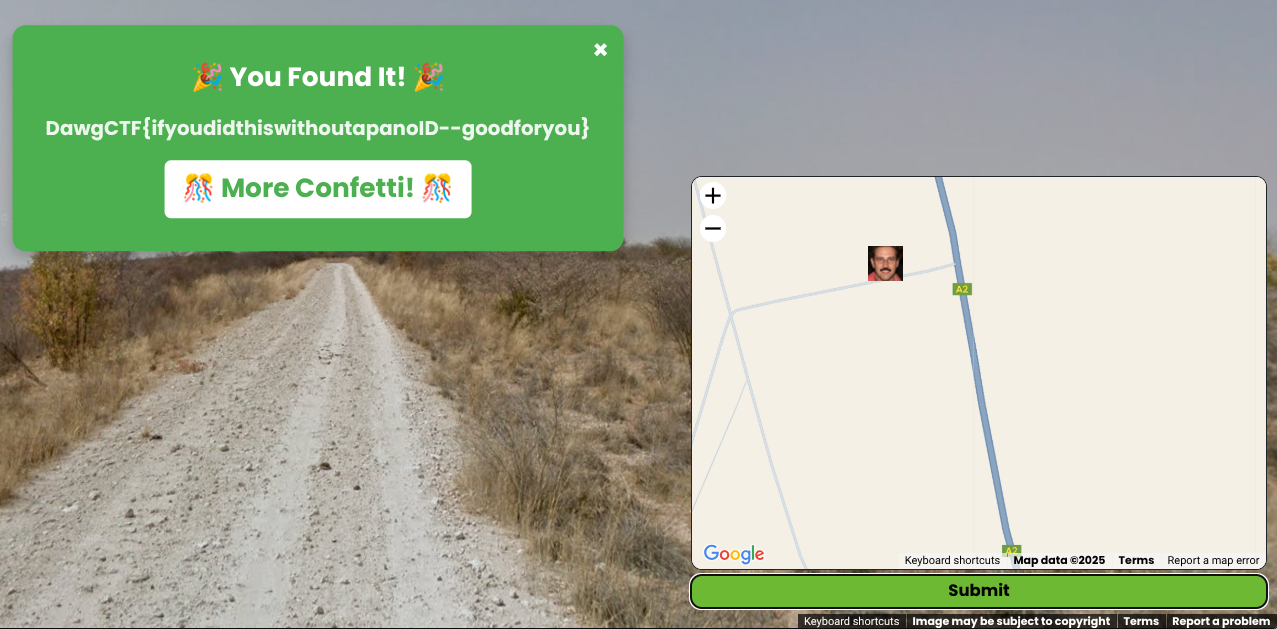 ✖
🎉 You Found It! 🎉
DawgCTF{ifyoudidthiswithoutapanoID--goodforyou}
🎊 More Confetti! 🎊
+
−
A2
A2
Google
Keyboard shortcuts Map data ©2025 Terms Report a map error
Submit
Keyboard shortcuts Image may be subject to copyright Terms Report a problem